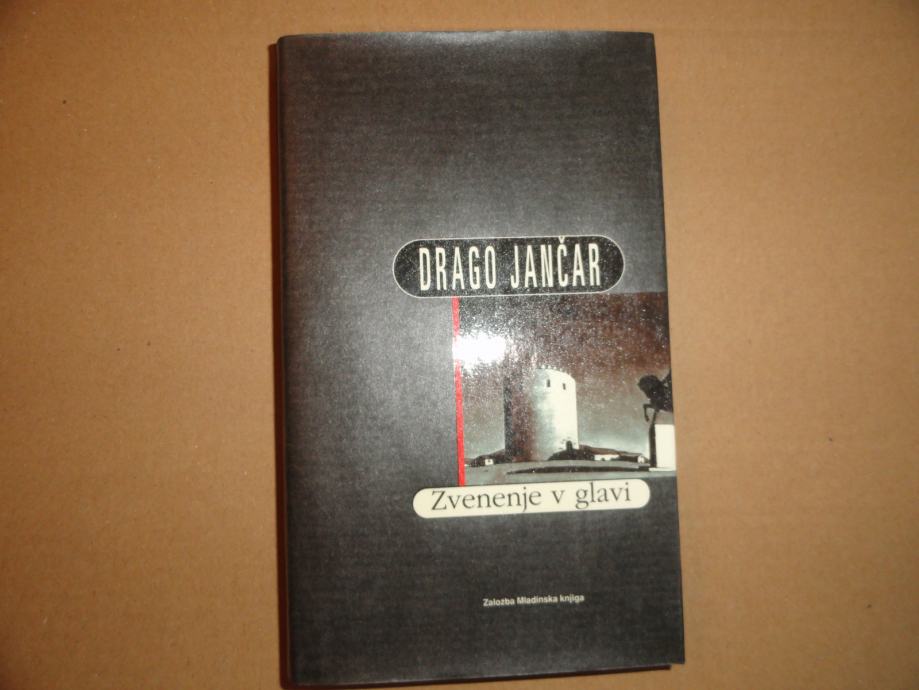 DRAGO JANČAR
Zvenenje v glavi
Založba Mladinska knjiga